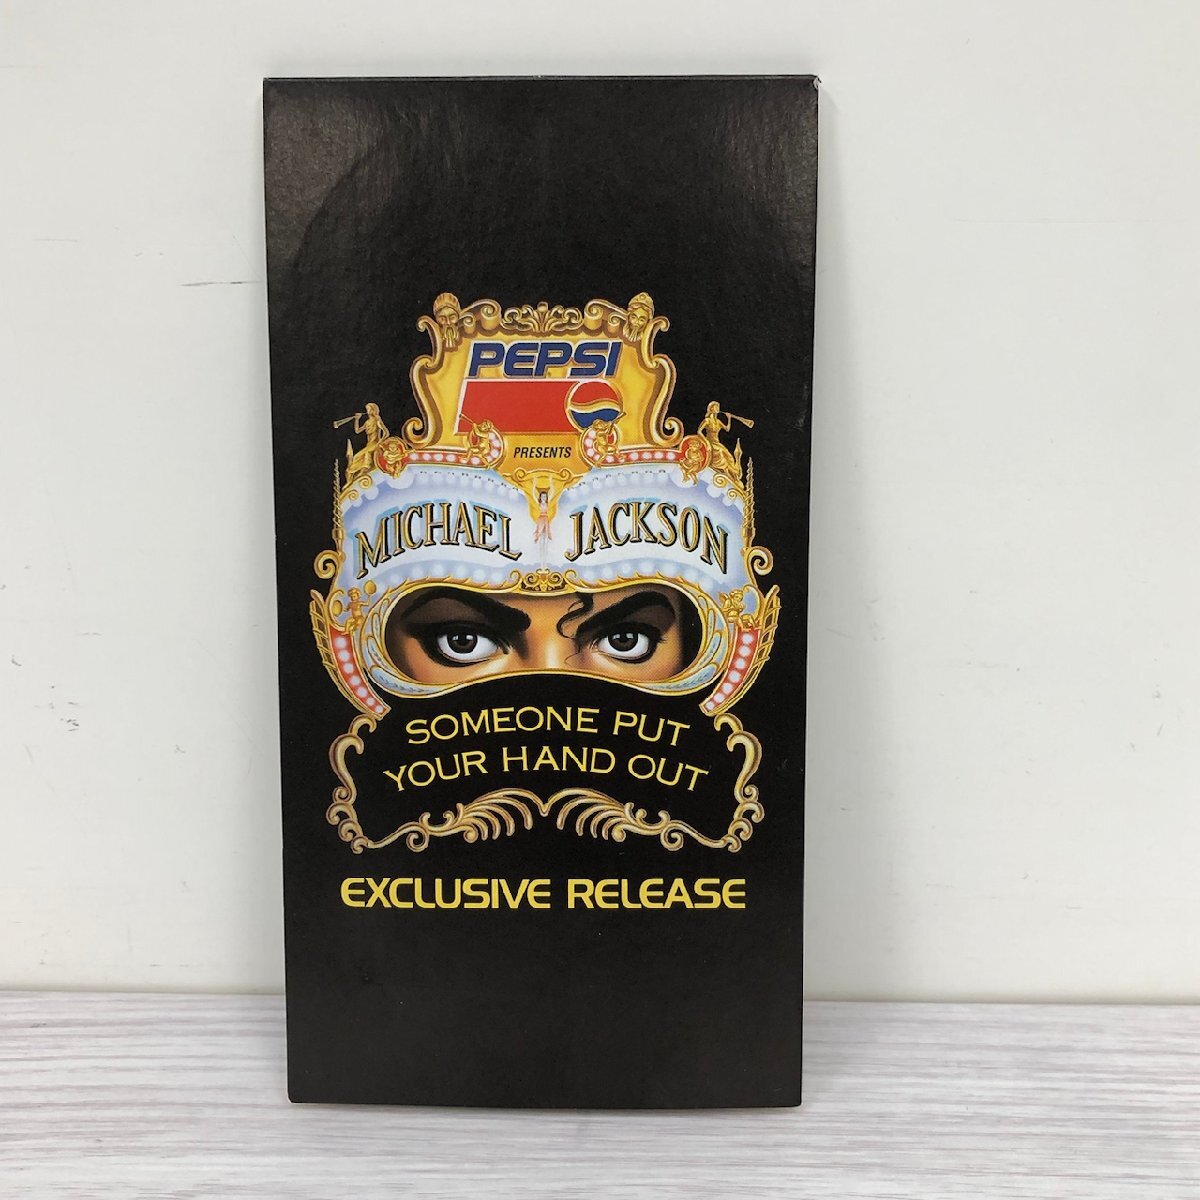 PEPSI
PRESENTS
MICHAEL JACKSON
SOMEONE PUT
YOUR HAND OUT
EXCLUSIVE RELEASE